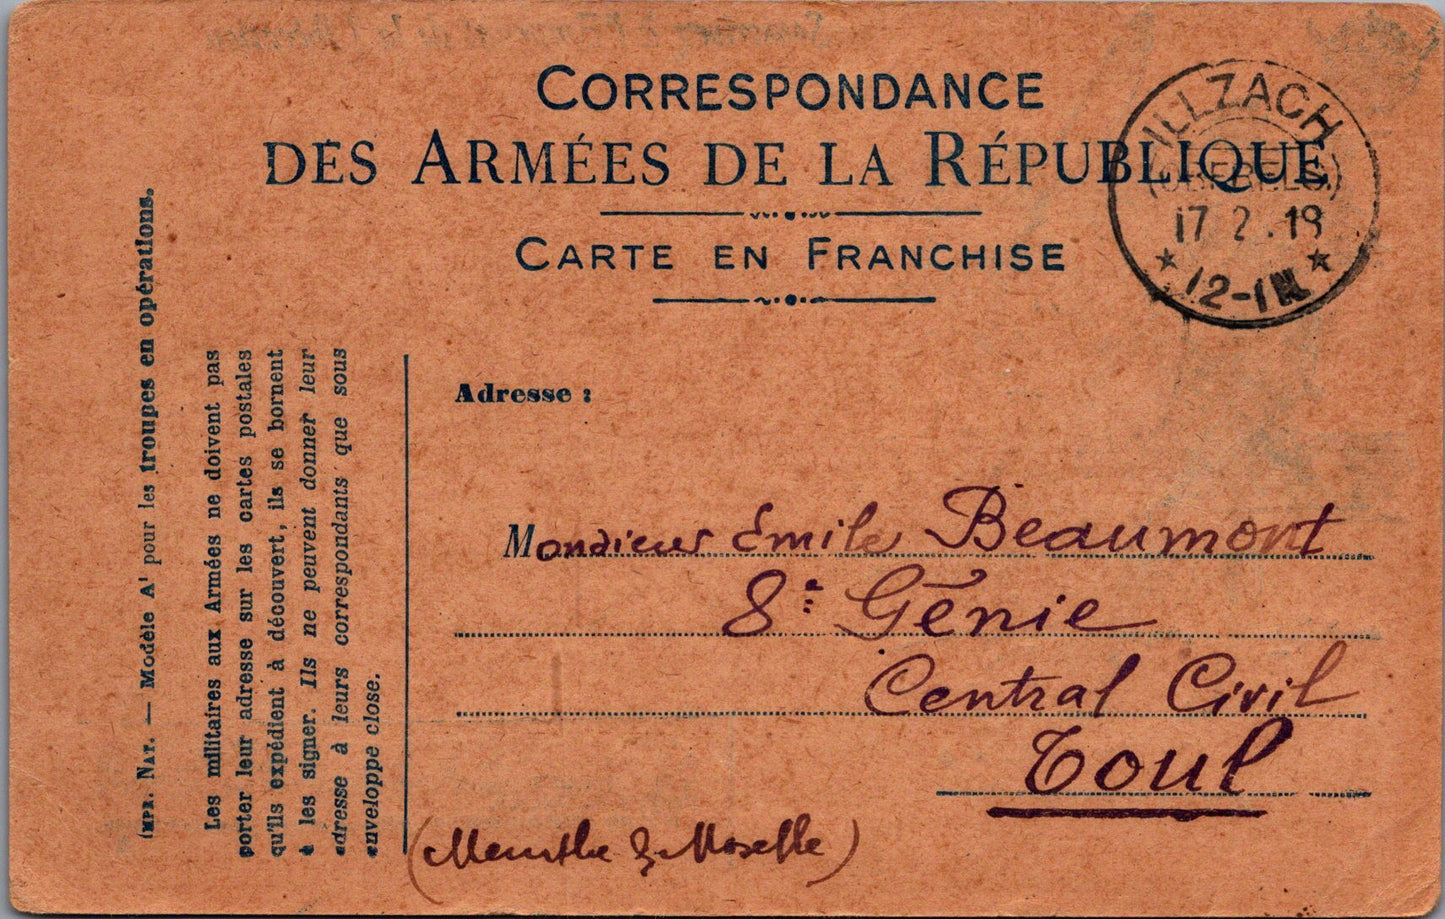 CORRESPONDANCE
DES ARMÉES DE LA RÉPUBLIQUE
CARTE EN FRANCHISE
ILLZACH
(OBERELS.)
17 2. 19
12-1N
IMPR. NAT. — Modèle A¹ pour les troupes en opérations.
Les militaires aux Armées ne doivent pas
porter leur adresse sur les cartes postales
qu'ils expédient à découvert, ils se bornent
à les signer. Ils ne peuvent donner leur
adresse à leurs correspondants que sous
enveloppe close.
Adresse :
Monsieur Émile Beaumont
8e Génie
Central Civil
Toul
(Meurthe & Moselle)